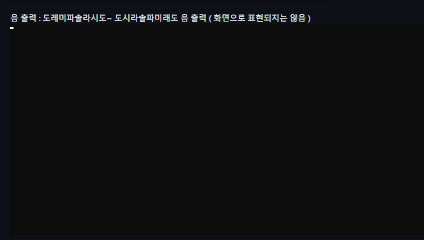 음 출력 : 도레미파솔라시도~ 도시라솔파미래도 음 출력 ( 화면으로 표현되지는 않음 )